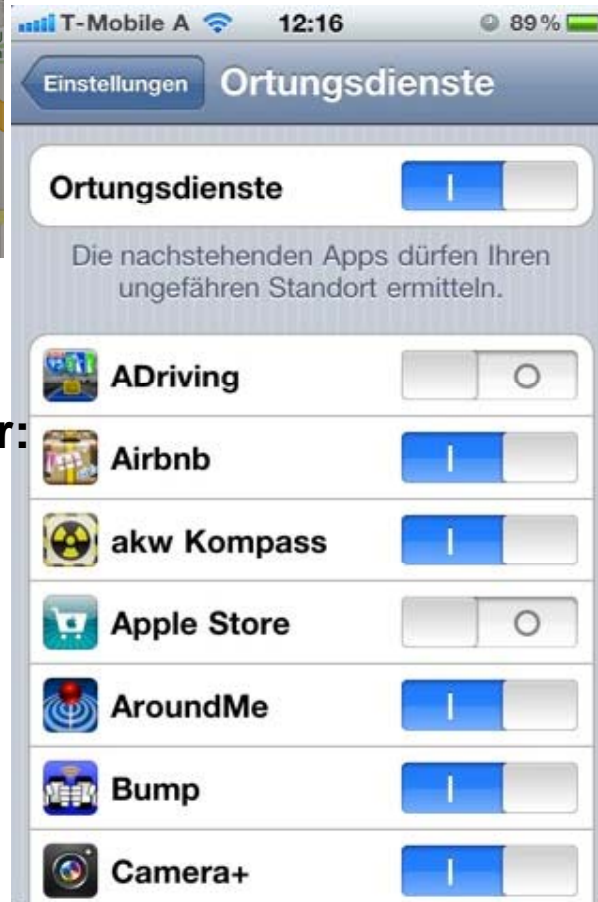 T-Mobile A 12:16 89%
Einstellungen Ortungsdienste
Ortungsdienste
Die nachstehenden Apps dürfen Ihren
ungefähren Standort ermitteln.
ADriving
r:
Airbnb
akw Kompass
Apple Store
AroundMe
Bump
Camera+